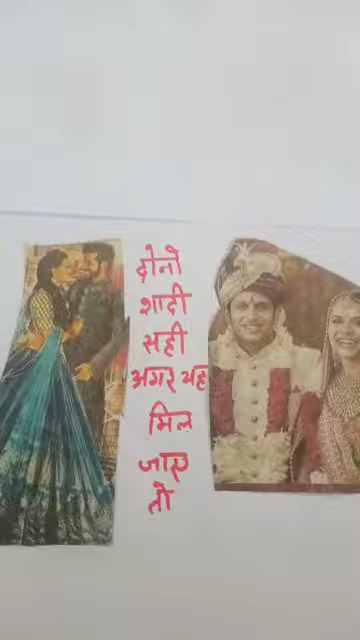 दोनो
शादी
सही
अगर यह
मिल
जाए
तो